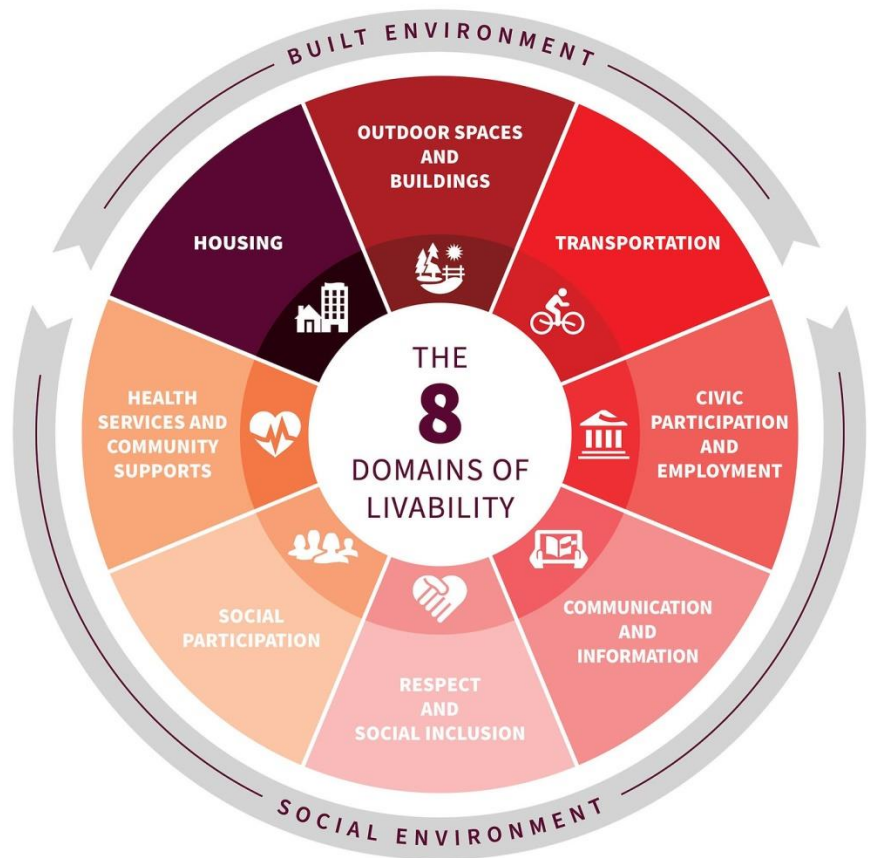 BUILT ENVIRONMENT
OUTDOOR SPACES
AND
BUILDINGS
TRANSPORTATION
CIVIC
PARTICIPATION
AND
EMPLOYMENT
COMMUNICATION
AND
INFORMATION
RESPECT
AND
SOCIAL INCLUSION
SOCIAL
PARTICIPATION
HEALTH
SERVICES AND
COMMUNITY
SUPPORTS
HOUSING
THE
8
DOMAINS OF
LIVABILITY
SOCIAL ENVIRONMENT